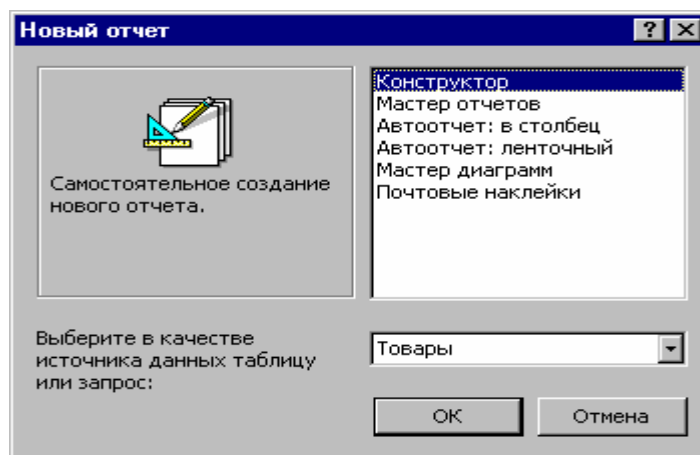 Новый отчет
Конструктор
Мастер отчетов
Автоотчет: в столбец
Автоотчет: ленточный
Мастер диаграмм
Почтовые наклейки
Самостоятельное создание
нового отчета.
Выберите в качестве
источника данных таблицу
или запрос:
Товары
ОК
Отмена